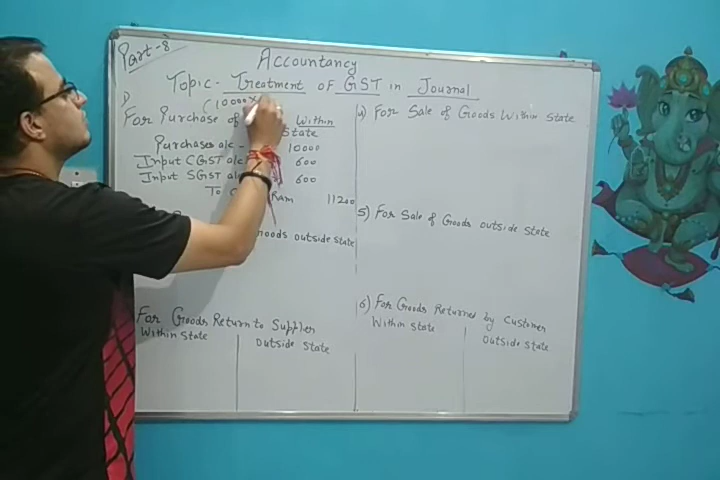 Part-8
Accountancy
Topic- Treatment of GST in Journal
1)
(10000×
For Purchase of Within
State
Purchases a/c - 10000
Input CGST a/c 600
Input SGST a/c 600
To Ram 11200
Goods outside state
For Goods Return to Supplier
Within State
Outside State
4) For Sale of Goods Within State
5) For Sale of Goods outside State
6) For Goods Returned by Customer
Within State
Outside State